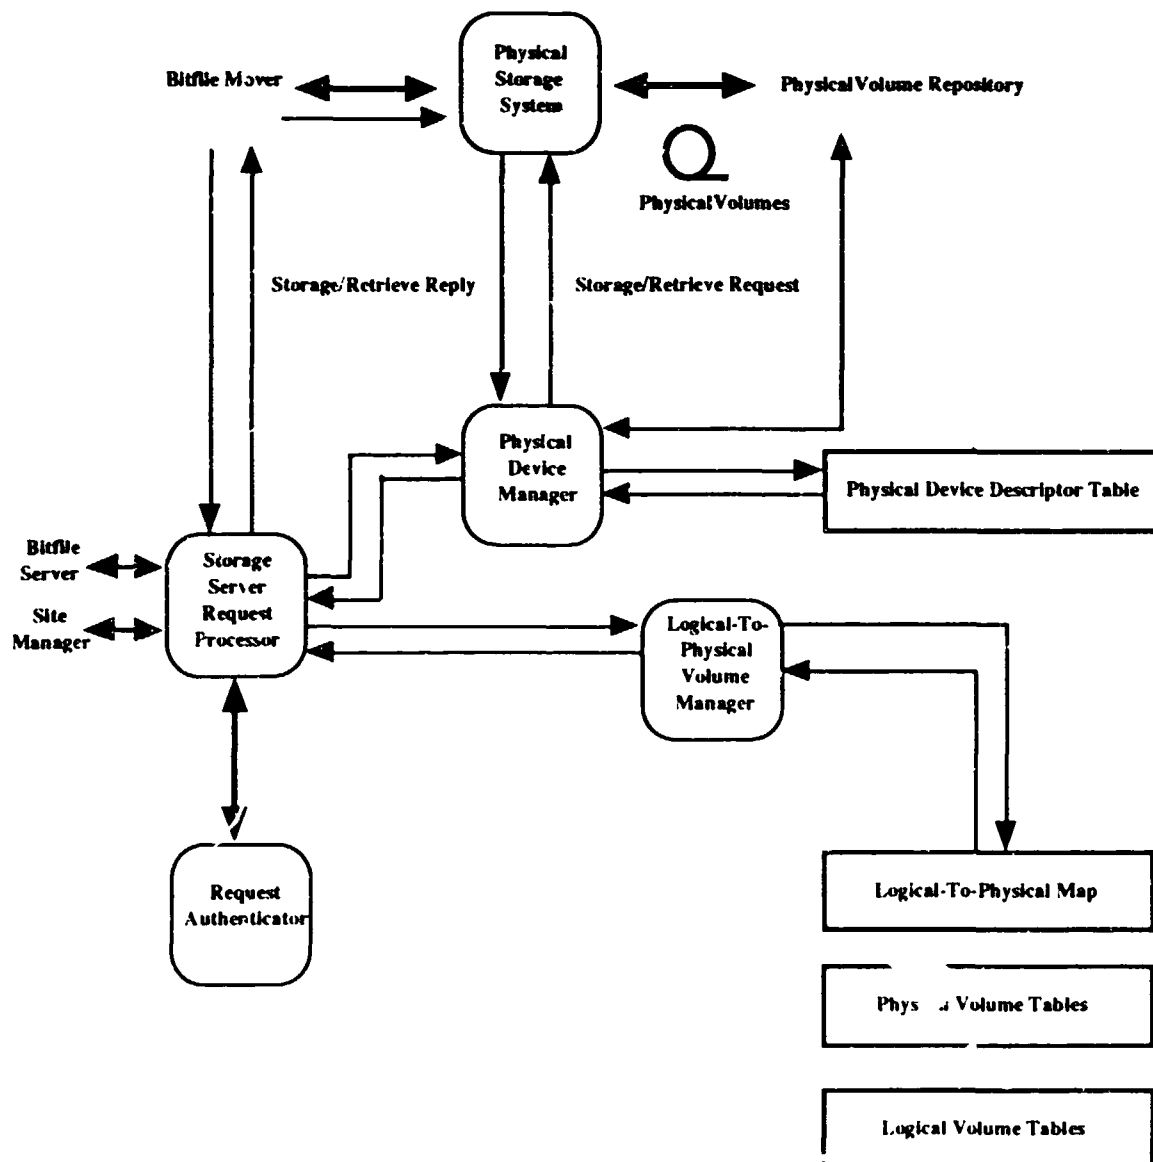 Physical
Storage
System
Bitfile Mover
Physical Volume Repository
Physical Volumes
Storage/Retrieve Reply
Storage/Retrieve Request
Physical
Device
Manager
Physical Device Descriptor Table
Bitfile
Server
Site
Manager
Storage
Server
Request
Processor
Logical-To-
Physical
Volume
Manager
Request
Authenticator
Logical-To-Physical Map
Physical Volume Tables
Logical Volume Tables